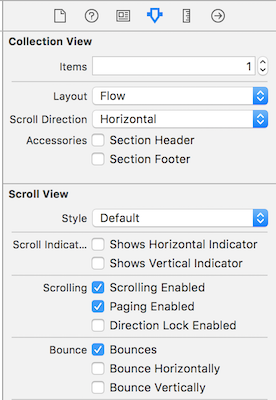 Collection View
Items 1
Layout Flow
Scroll Direction Horizontal
Accessories Section Header
Section Footer
Scroll View
Style Default
Scroll Indicat... Shows Horizontal Indicator
Shows Vertical Indicator
Scrolling Scrolling Enabled
Paging Enabled
Direction Lock Enabled
Bounce Bounces
Bounce Horizontally
Bounce Vertically